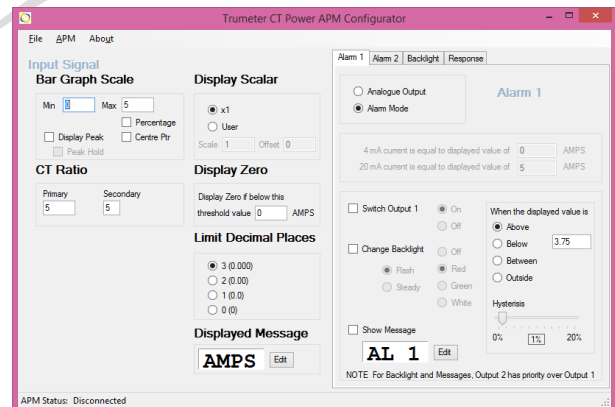 Trumeter CT Power APM Configurator
File APM About
Input Signal
Bar Graph Scale
Min 0 Max 5
Percentage
Display Peak Centre Ptr
Peak Hold
CT Ratio
Primary Secondary
5 5
Display Scalar
x1
User
Scale 1 Offset 0
Display Zero
Display Zero if below this
threshold value 0 AMPS
Limit Decimal Places
3 (0.000)
2 (0.00)
1 (0.0)
0 (0)
Displayed Message
AMPS Edit
Alarm 1 Alarm 2 Backlight Response
Analogue Output
Alarm Mode
Alarm 1
4 mA current is equal to displayed value of 0 AMPS
20 mA current is equal to displayed value of 5 AMPS
Switch Output 1 On
Off
Change Backlight Off
Flash Red
Steady Green
White
When the displayed value is
Above
Below 3.75
Between
Outside
Hysterisis
0% 1% 20%
Show Message
AL 1 Edit
NOTE For Backlight and Messages, Output 2 has priority over Output 1
APM Status: Disconnected